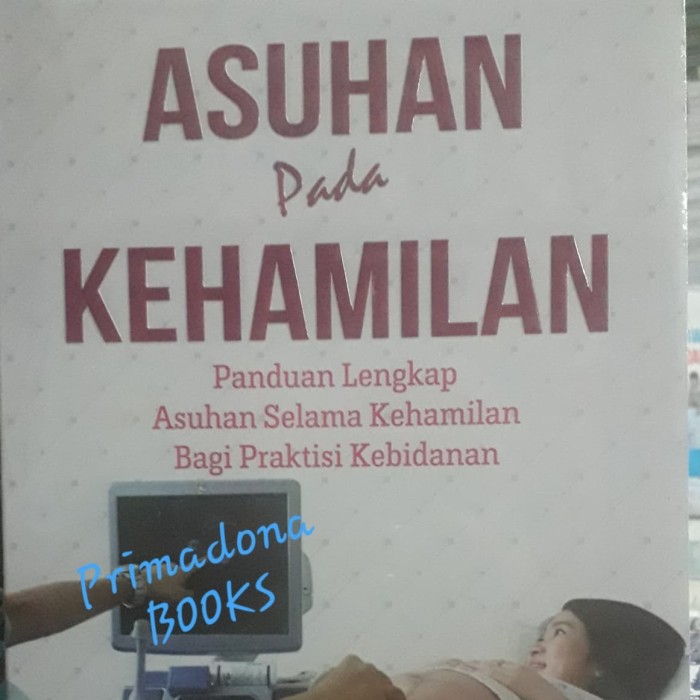 ASUHAN
Pada
KEHAMILAN
Panduan Lengkap
Asuhan Selama Kehamilan
Bagi Praktisi Kebidanan
Primadona
BOOKS